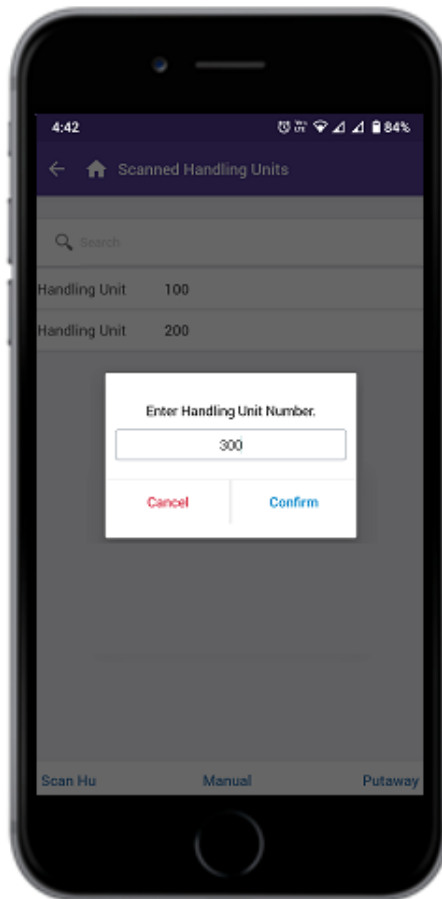 4:42 84%
Scanned Handling Units
Search
Handling Unit 100
Handling Unit 200
Enter Handling Unit Number.
300
Cancel Confirm
Scan Hu Manual Putaway